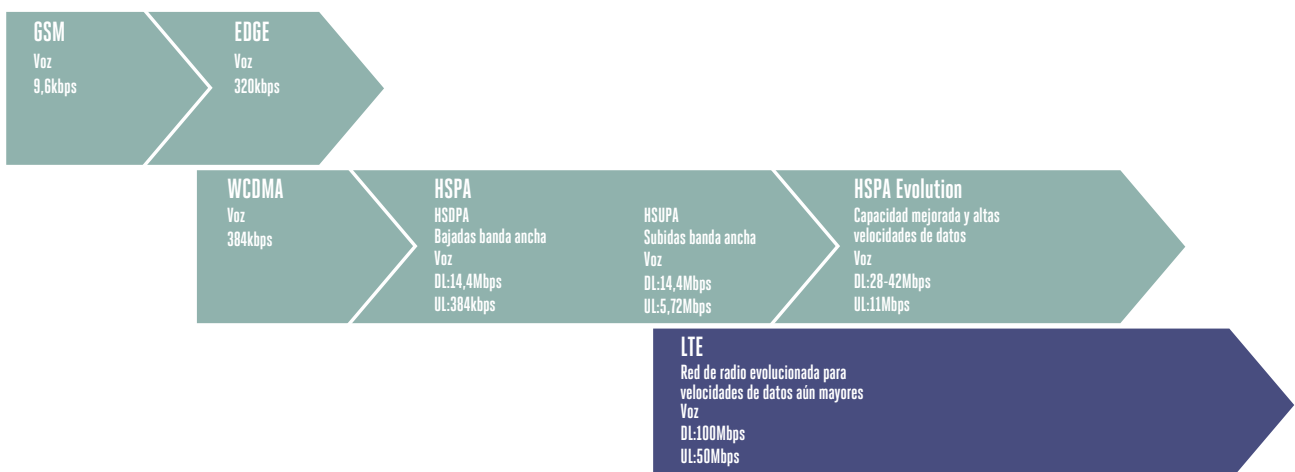 GSM
Voz
9,6kbps
EDGE
Voz
320kbps
WCDMA
Voz
384kbps
HSPA
HSDPA
Bajadas banda ancha
Voz
DL:14,4Mbps
UL:384kbps
HSUPA
Subidas banda ancha
Voz
DL:14,4Mbps
UL:5,72Mbps
HSPA Evolution
Capacidad mejorada y altas
velocidades de datos
Voz
DL:28-42Mbps
UL:11Mbps
LTE
Red de radio evolucionada para
velocidades de datos aún mayores
Voz
DL:100Mbps
UL:50Mbps